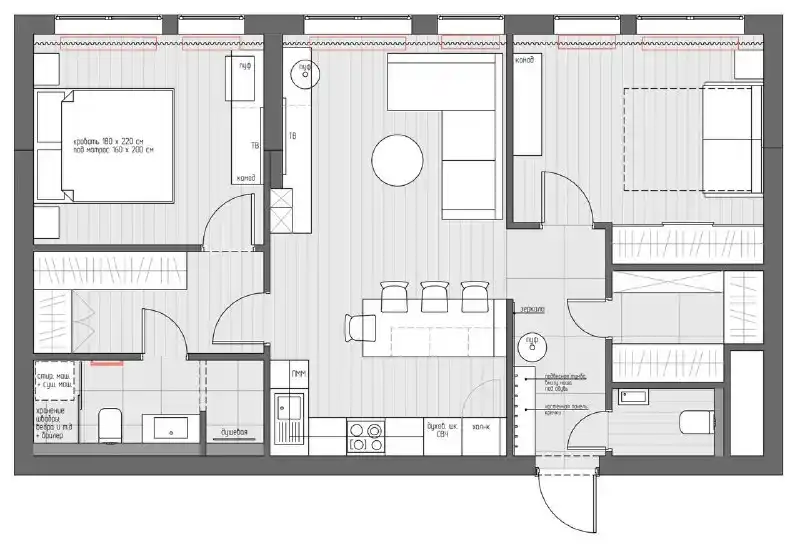 пуф
ТВ
комод
кровать 180 х 220 см
под матрас 160 х 200 см
пуф
ТВ
комод
зеркало
пуф
подвесная тумба,
внизу ниша
под обувь
настенная панель,
крючки
ПММ
духов. шк.
СВЧ
хол-к
стир. маш.
+ суш. маш.
хранение
швабры,
ведра и т.д
+ бойлер
душевая